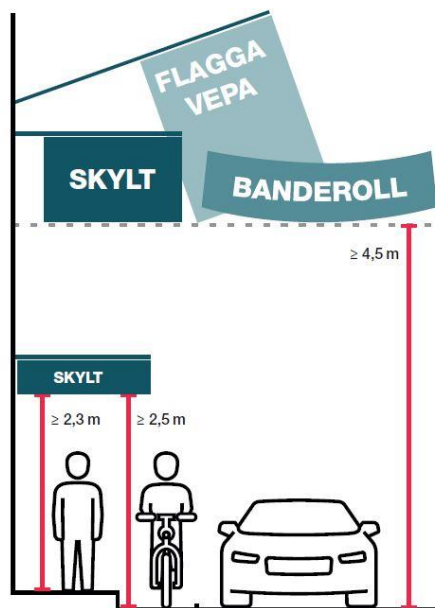 FLAGGA
VEPA
SKYLT
BANDEROLL
≥ 4,5 m
SKYLT
≥ 2,3 m
≥ 2,5 m